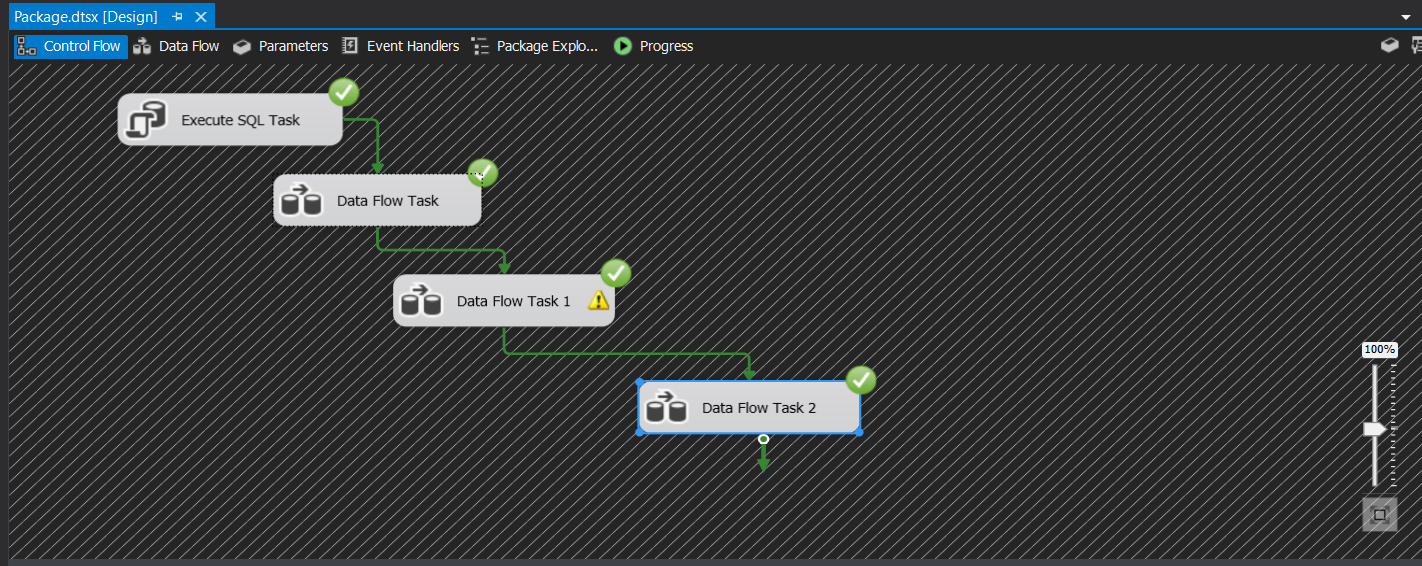 Package.dtsx [Design]
Control Flow Data Flow Parameters Event Handlers Package Explo... Progress
Execute SQL Task
Data Flow Task
Data Flow Task 1
100%
Data Flow Task 2